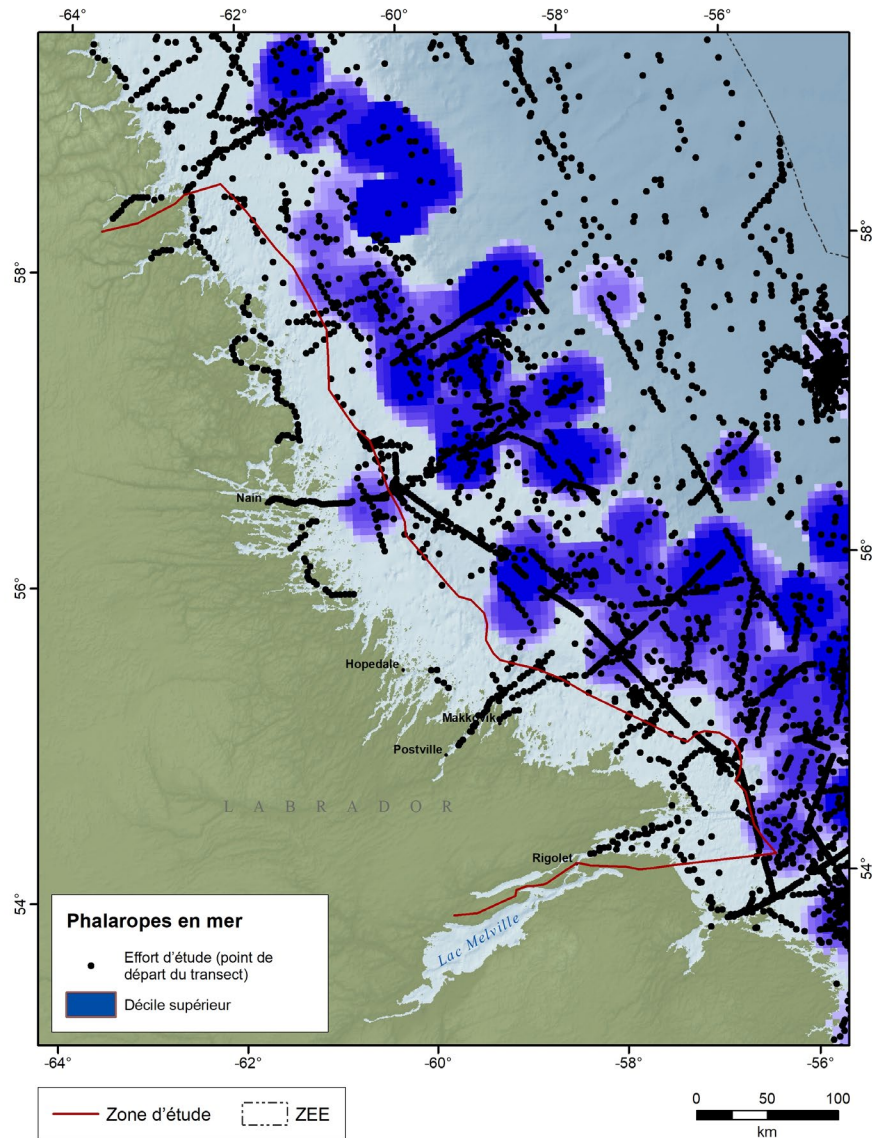 -64°
-62°
-60°
-58°
-56°
58°
58°
Nain
56°
56°
Hopedale
Makkovik
Postville
LABRADOR
Rigolet
54°
54°
Lac Melville
Phalaropes en mer
Effort d'étude (point de
départ du transect)
Décile supérieur
-64°
-62°
-60°
-58°
-56°
Zone d'étude
ZEE
0
50
100
km